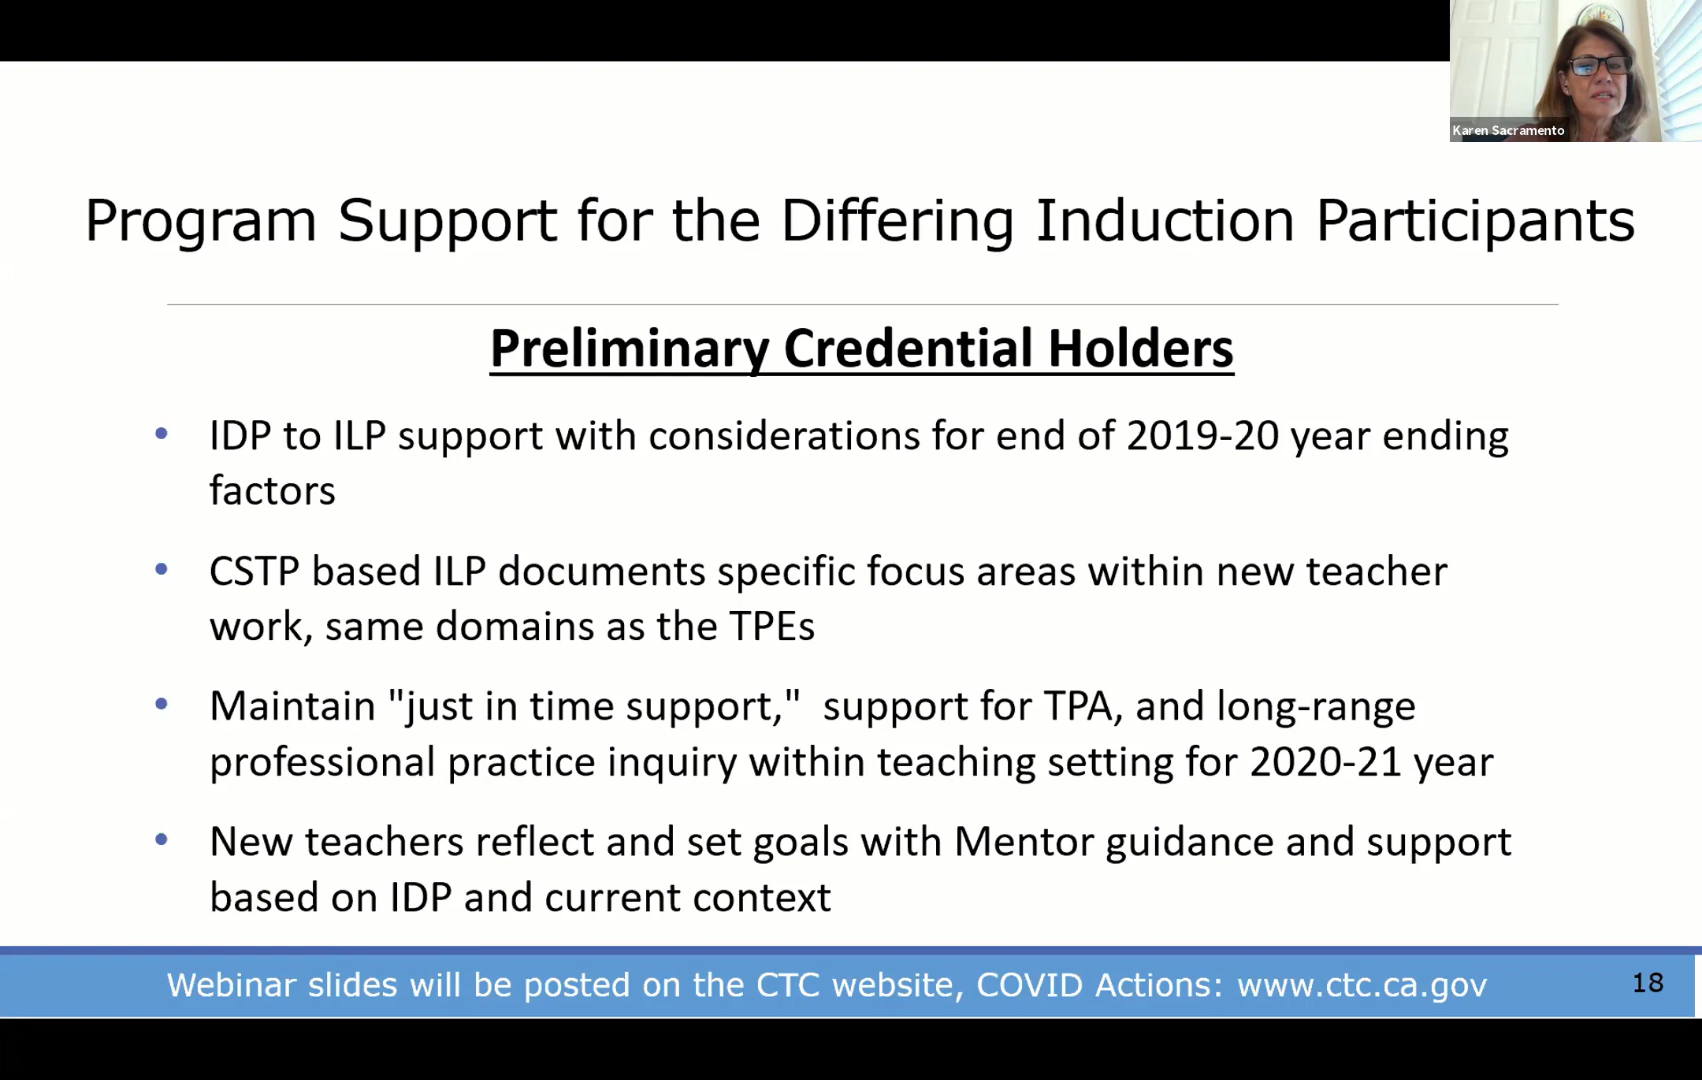 Karen Sacramento
Program Support for the Differing Induction Participants
Preliminary Credential Holders
• IDP to ILP support with considerations for end of 2019-20 year ending
factors
• CSTP based ILP documents specific focus areas within new teacher
work, same domains as the TPEs
• Maintain "just in time support,"  support for TPA, and long-range
professional practice inquiry within teaching setting for 2020-21 year
• New teachers reflect and set goals with Mentor guidance and support
based on IDP and current context
Webinar slides will be posted on the CTC website, COVID Actions: www.ctc.ca.gov
18